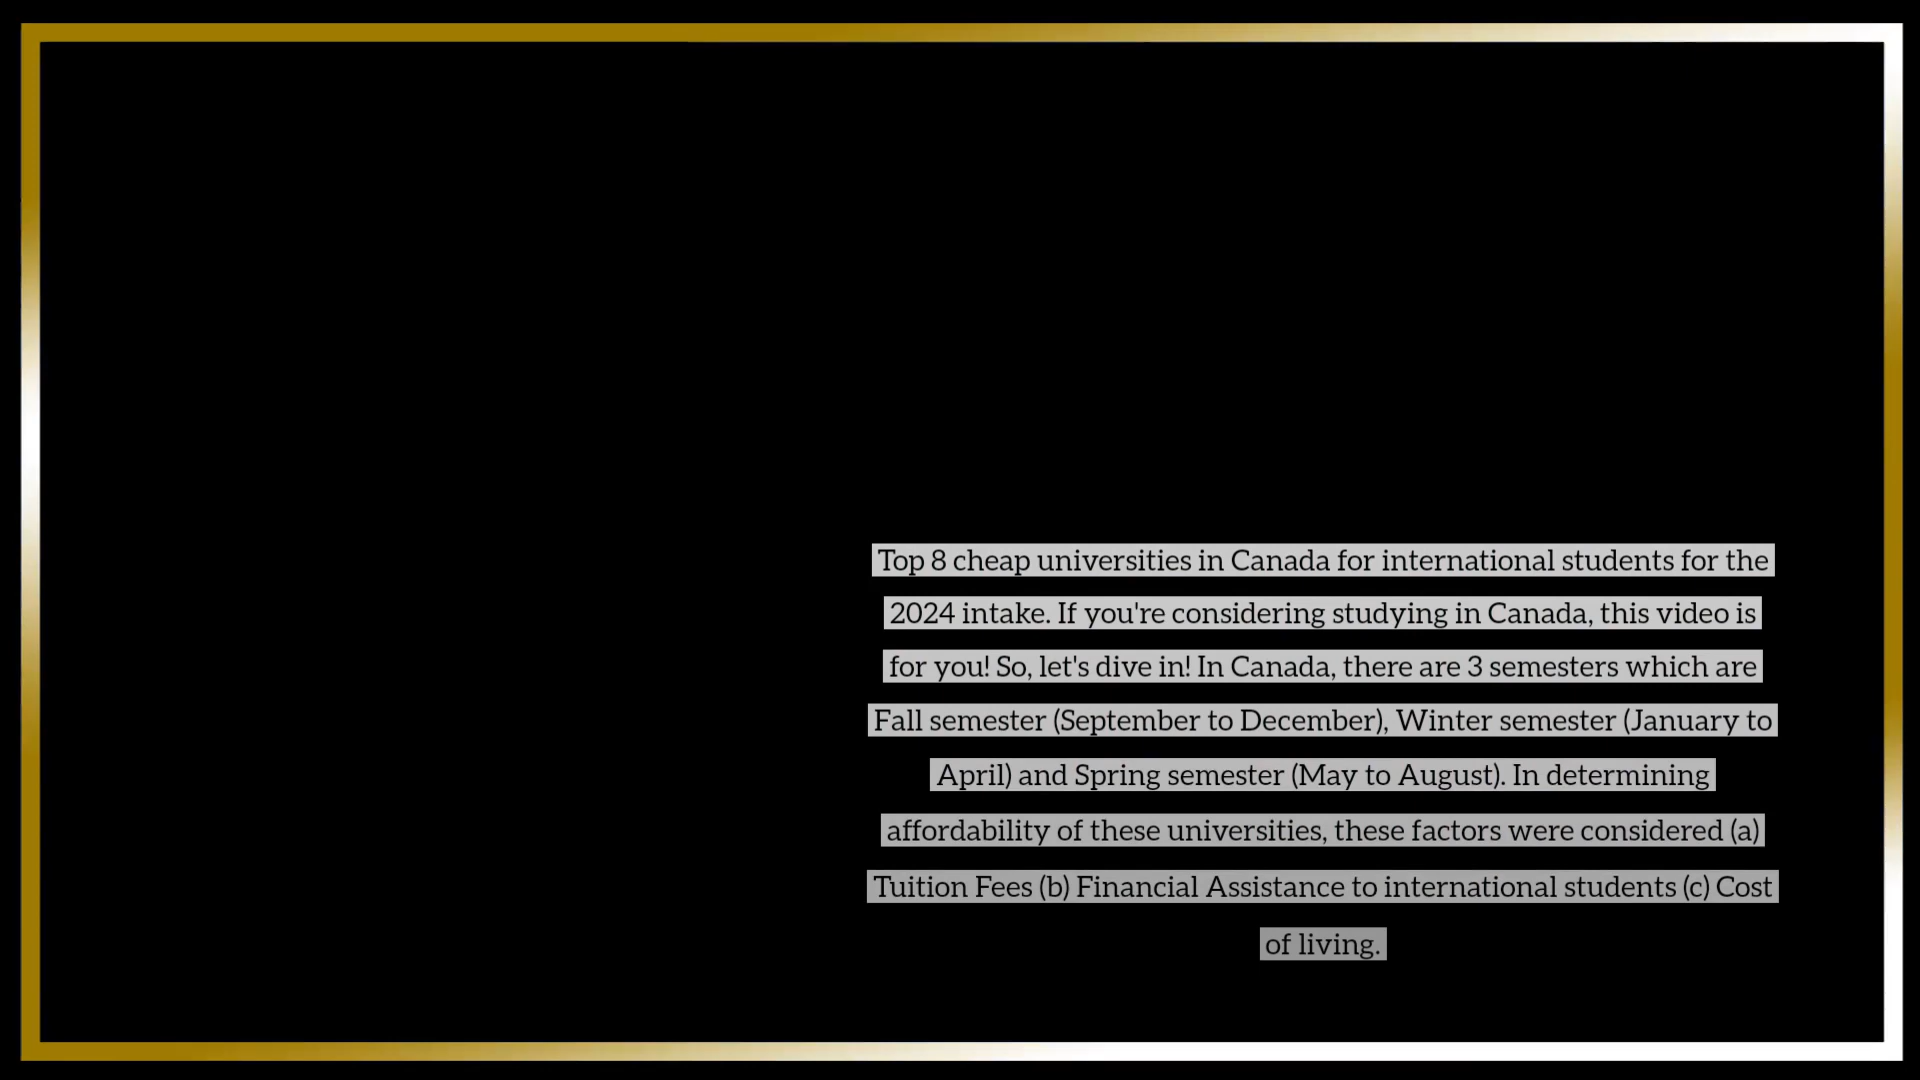 Top 8 cheap universities in Canada for international students for the
2024 intake. If you're considering studying in Canada, this video is
for you! So, let's dive in! In Canada, there are 3 semesters which are
Fall semester (September to December), Winter semester (January to
April) and Spring semester (May to August). In determining
affordability of these universities, these factors were considered (a)
Tuition Fees (b) Financial Assistance to international students (c) Cost
of living.